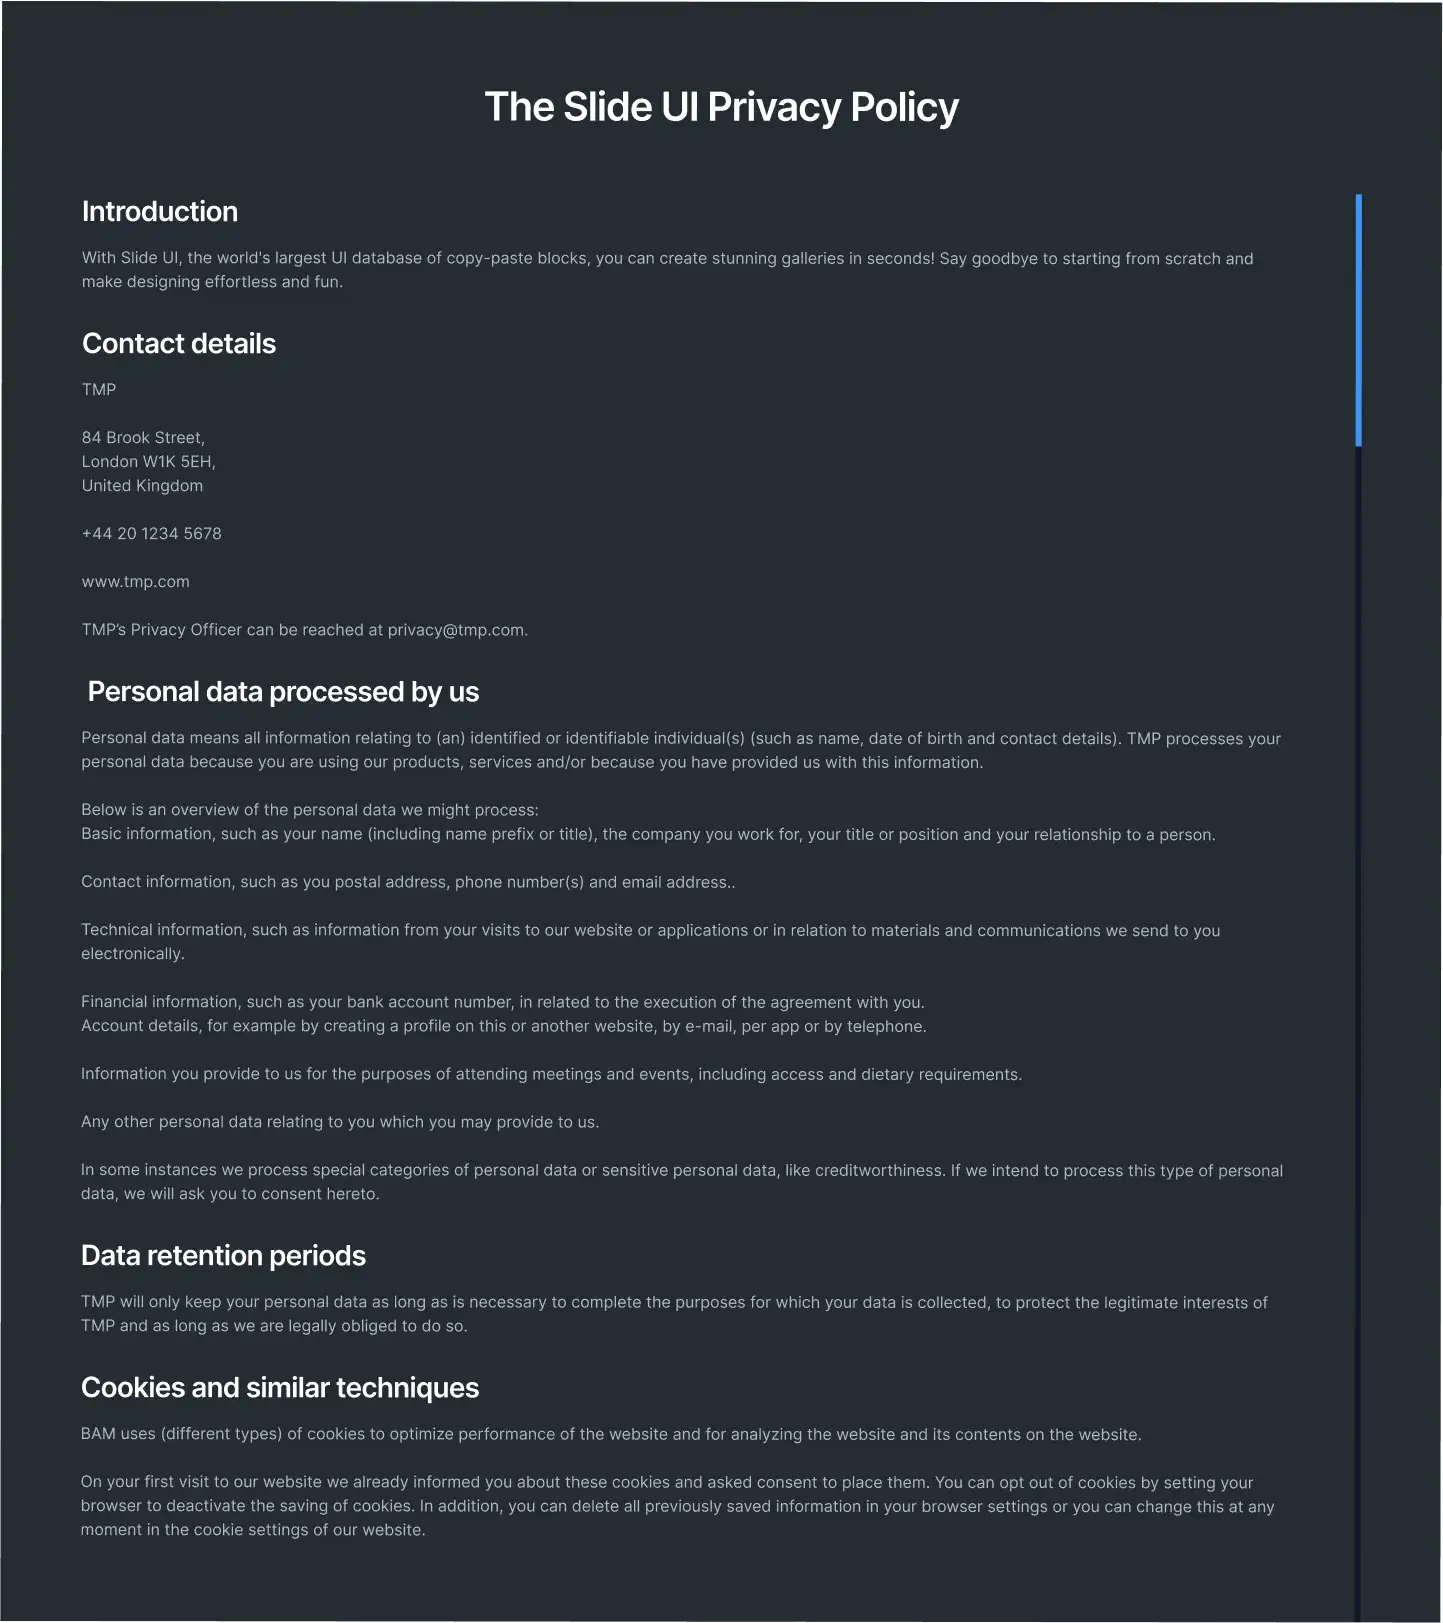 The Slide UI Privacy Policy
Introduction
With Slide UI, the world's largest UI database of copy-paste blocks, you can create stunning galleries in seconds! Say goodbye to starting from scratch and
make designing effortless and fun.
Contact details
TMP
84 Brook Street,
London W1K 5EH,
United Kingdom
+44 20 1234 5678
www.tmp.com
TMP’s Privacy Officer can be reached at privacy@tmp.com.
Personal data processed by us
Personal data means all information relating to (an) identified or identifiable individual(s) (such as name, date of birth and contact details). TMP processes your
personal data because you are using our products, services and/or because you have provided us with this information.
Below is an overview of the personal data we might process:
Basic information, such as your name (including name prefix or title), the company you work for, your title or position and your relationship to a person.
Contact information, such as you postal address, phone number(s) and email address..
Technical information, such as information from your visits to our website or applications or in relation to materials and communications we send to you
electronically.
Financial information, such as your bank account number, in related to the execution of the agreement with you.
Account details, for example by creating a profile on this or another website, by e-mail, per app or by telephone.
Information you provide to us for the purposes of attending meetings and events, including access and dietary requirements.
Any other personal data relating to you which you may provide to us.
In some instances we process special categories of personal data or sensitive personal data, like creditworthiness. If we intend to process this type of personal
data, we will ask you to consent hereto.
Data retention periods
TMP will only keep your personal data as long as is necessary to complete the purposes for which your data is collected, to protect the legitimate interests of
TMP and as long as we are legally obliged to do so.
Cookies and similar techniques
BAM uses (different types) of cookies to optimize performance of the website and for analyzing the website and its contents on the website.
On your first visit to our website we already informed you about these cookies and asked consent to place them. You can opt out of cookies by setting your
browser to deactivate the saving of cookies. In addition, you can delete all previously saved information in your browser settings or you can change this at any
moment in the cookie settings of our website.